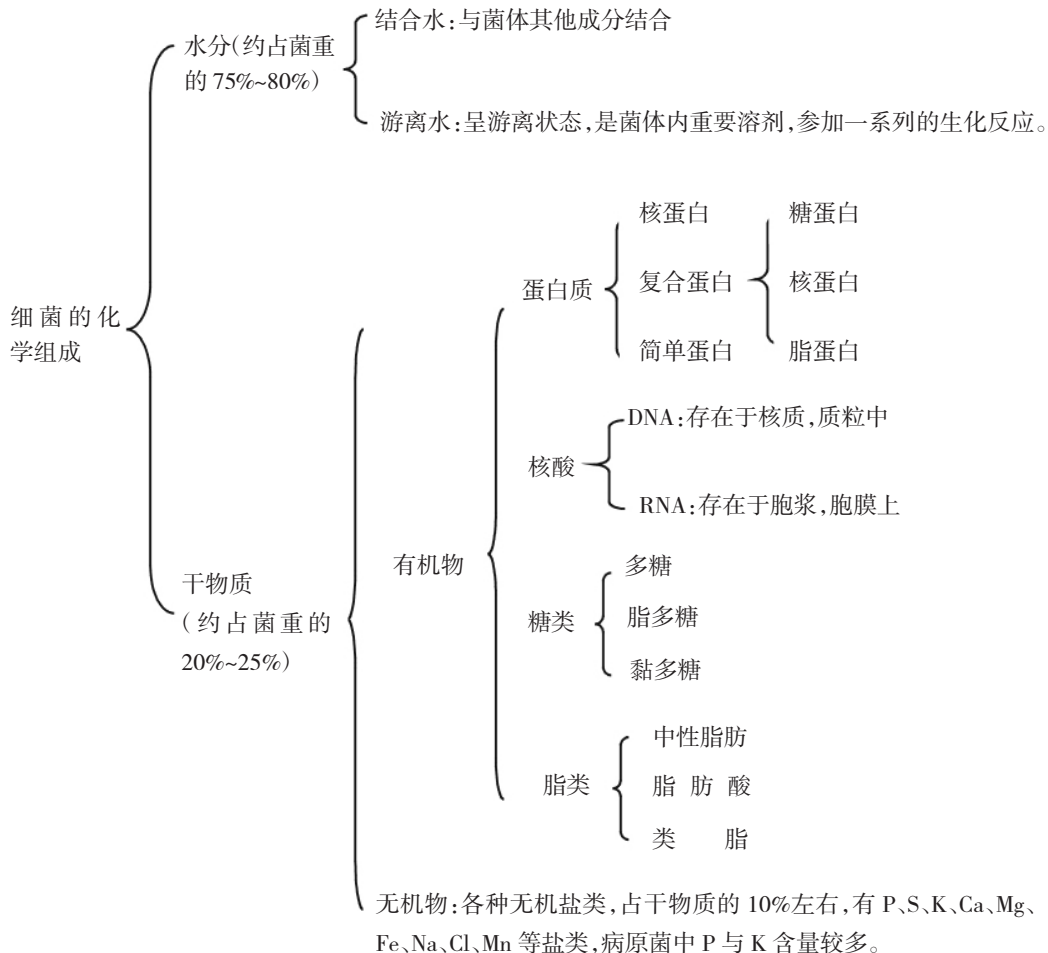 细菌的化
学组成
水分(约占菌重
的75%~80%)
结合水:与菌体其他成分结合
游离水:呈游离状态,是菌体内重要溶剂,参加一系列的生化反应。
干物质
(约占菌重的
20%~25%)
有机物
蛋白质
核蛋白
复合蛋白
简单蛋白
糖蛋白
核蛋白
脂蛋白
核酸
DNA:存在于核质,质粒中
RNA:存在于胞浆,胞膜上
糖类
多糖
脂多糖
黏多糖
脂类
中性脂肪
脂肪酸
类脂
无机物:各种无机盐类,占干物质的10%左右,有P、S、K、Ca、Mg、
Fe、Na、Cl、Mn等盐类,病原菌中P与K含量较多。